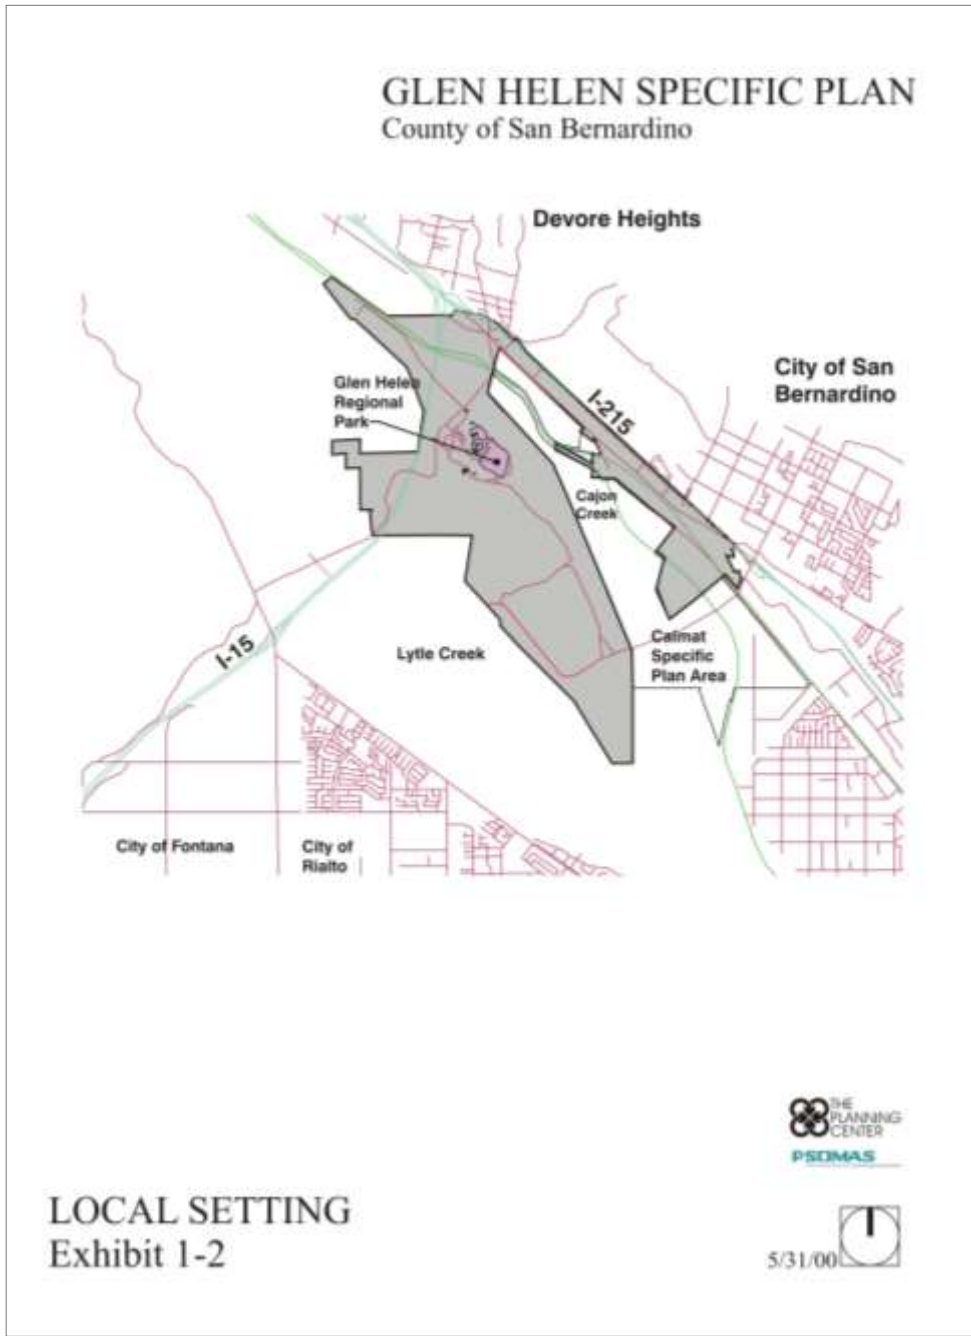 GLEN HELEN SPECIFIC PLAN
County of San Bernardino
Devore Heights
City of San
Bernardino
Glen Helen
Regional
Park
I-215
Cajon
Creek
I-15
Lytle Creek
Calmat
Specific
Plan Area
City of Fontana
City of
Rialto
THE
PLANNING
CENTER
PSOMAS
LOCAL SETTING
Exhibit 1-2
5/31/00